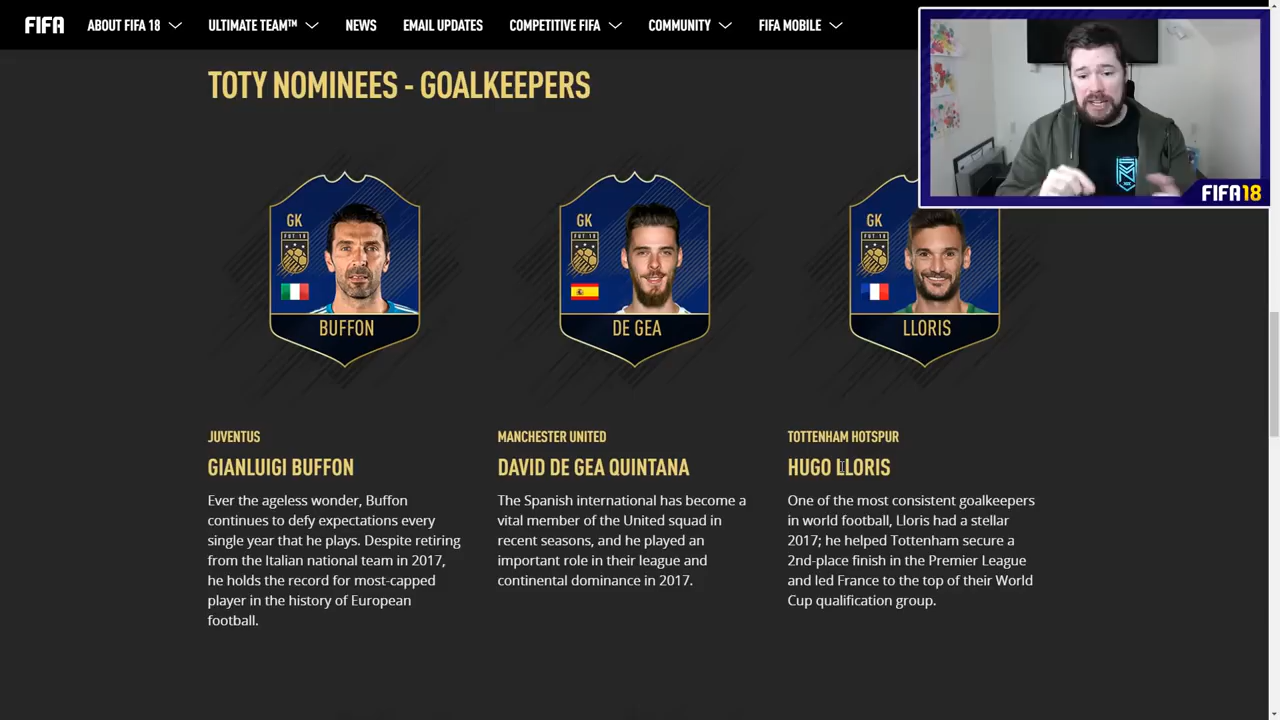 FIFA ABOUT FIFA 18 ULTIMATE TEAM™ NEWS EMAIL UPDATES COMPETITIVE FIFA COMMUNITY FIFA MOBILE
FIFA18
TOTY NOMINEES - GOALKEEPERS
GK
FUT 18
BUFFON
GK
FUT 18
DE GEA
GK
FUT 18
LLORIS
JUVENTUS
GIANLUIGI BUFFON
Ever the ageless wonder, Buffon
continues to defy expectations every
single year that he plays. Despite retiring
from the Italian national team in 2017,
he holds the record for most-capped
player in the history of European
football.
MANCHESTER UNITED
DAVID DE GEA QUINTANA
The Spanish international has become a
vital member of the United squad in
recent seasons, and he played an
important role in their league and
continental dominance in 2017.
TOTTENHAM HOTSPUR
HUGO LLORIS
One of the most consistent goalkeepers
in world football, Lloris had a stellar
2017; he helped Tottenham secure a
2nd-place finish in the Premier League
and led France to the top of their World
Cup qualification group.